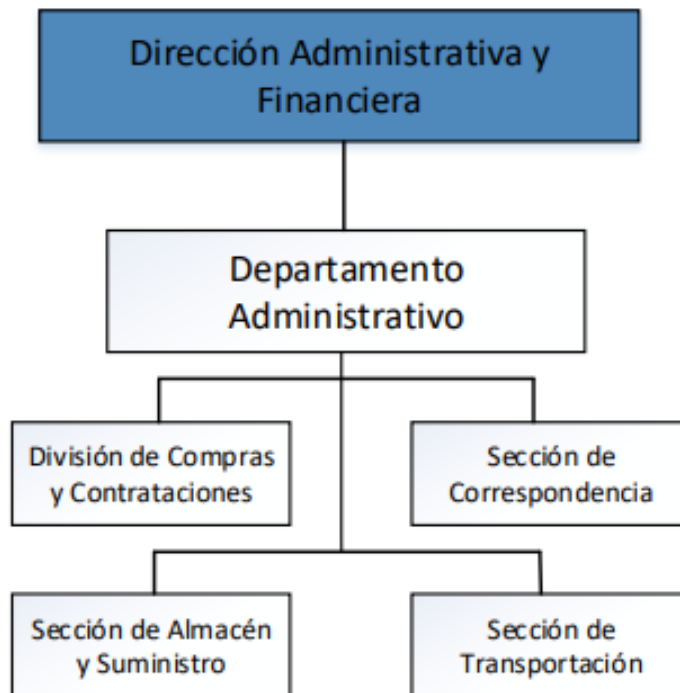 Dirección Administrativa y
Financiera
Departamento
Administrativo
División de Compras
y Contrataciones
Sección de
Correspondencia
Sección de Almacén
y Suministro
Sección de
Transportación